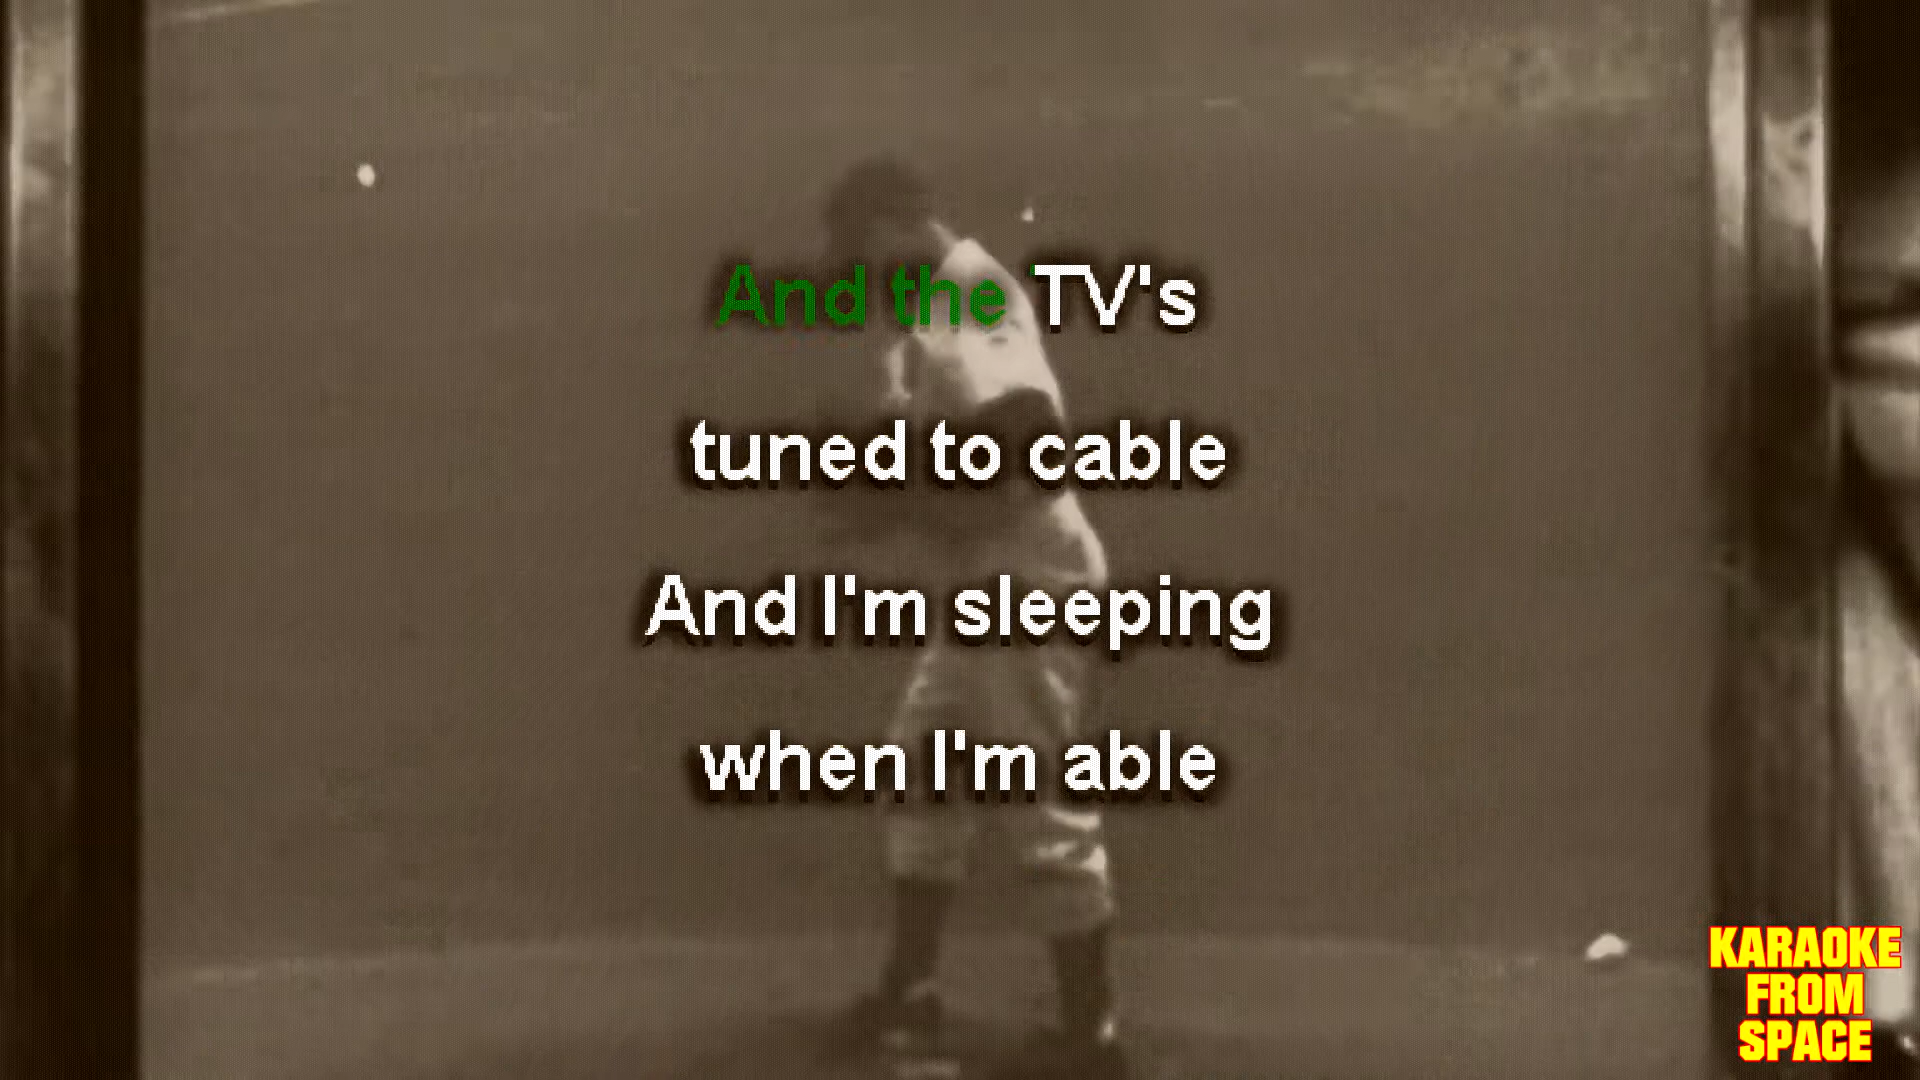 And the TV's
tuned to cable
And I'm sleeping
when I'm able
KARAOKE
FROM
SPACE